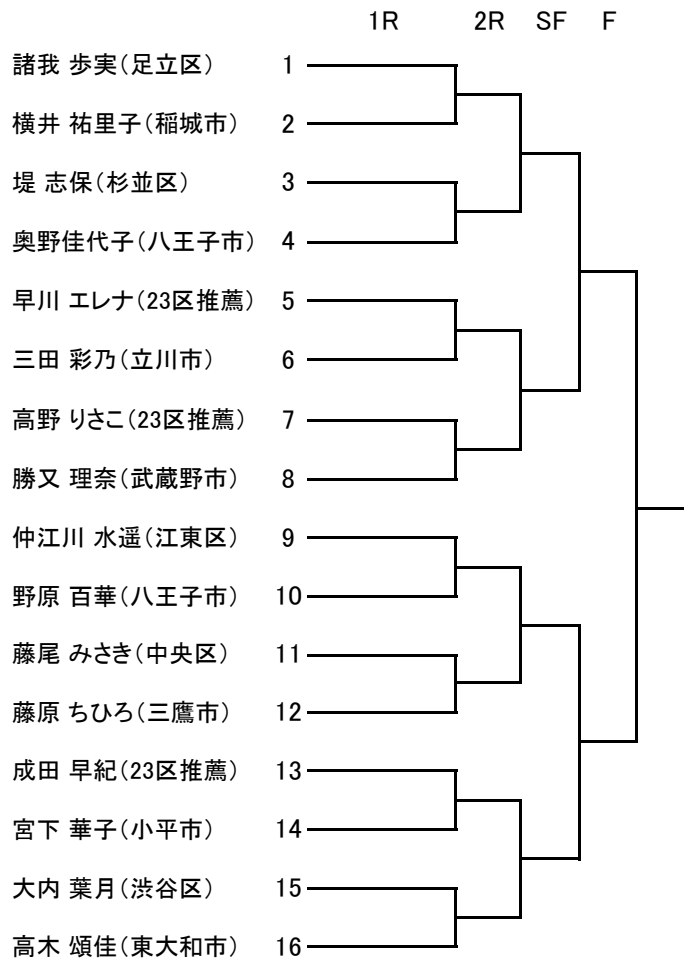 1R 2R SF F
諸我 歩実(足立区) 1
横井 祐里子(稲城市) 2
堤 志保(杉並区) 3
奥野佳代子(八王子市) 4
早川 エレナ(23区推薦) 5
三田 彩乃(立川市) 6
高野 りさこ(23区推薦) 7
勝又 理奈(武蔵野市) 8
仲江川 水遥(江東区) 9
野原 百華(八王子市) 10
藤尾 みさき(中央区) 11
藤原 ちひろ(三鷹市) 12
成田 早紀(23区推薦) 13
宮下 華子(小平市) 14
大内 葉月(渋谷区) 15
高木 頌佳(東大和市) 16